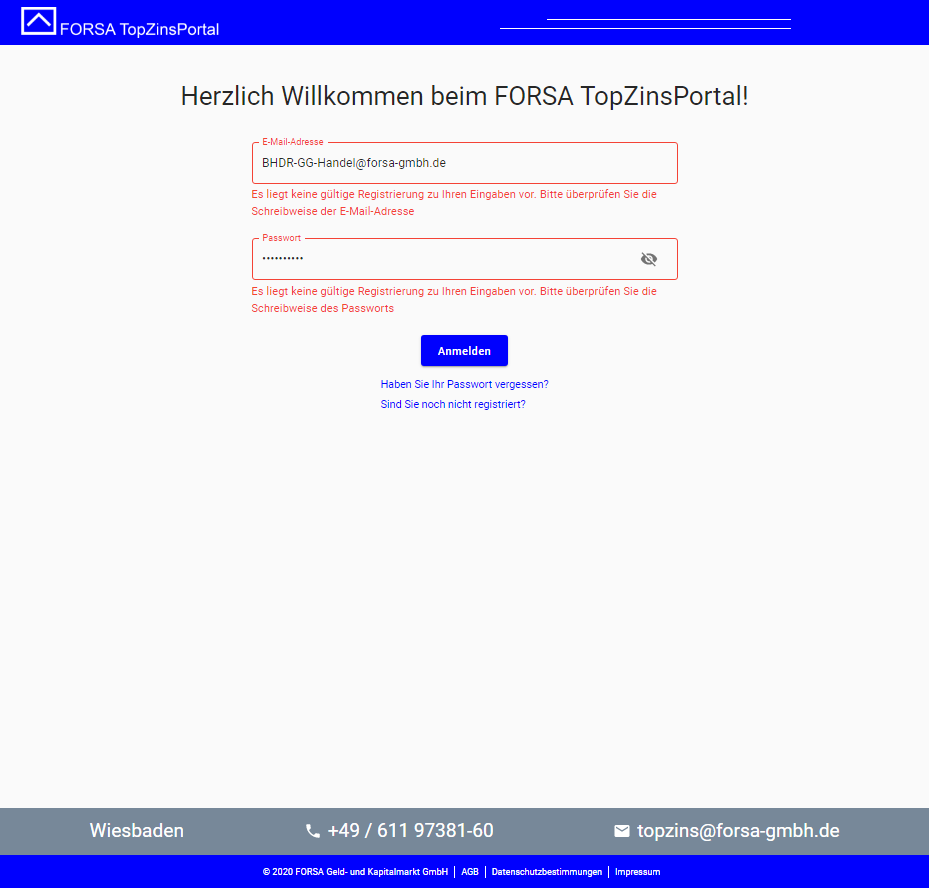 FORSA TopZinsPortal
Herzlich Willkommen beim FORSA TopZinsPortal!
E-Mail-Adresse
BHDR-GG-Handel@forsa-gmbh.de
Es liegt keine gültige Registrierung zu Ihren Eingaben vor. Bitte überprüfen Sie die
Schreibweise der E-Mail-Adresse
Passwort
••••••••••
Es liegt keine gültige Registrierung zu Ihren Eingaben vor. Bitte überprüfen Sie die
Schreibweise des Passworts
Anmelden
Haben Sie Ihr Passwort vergessen?
Sind Sie noch nicht registriert?
Wiesbaden
+49 / 611 97381-60
topzins@forsa-gmbh.de
© 2020 FORSA Geld- und Kapitalmarkt GmbH | AGB | Datenschutzbestimmungen | Impressum